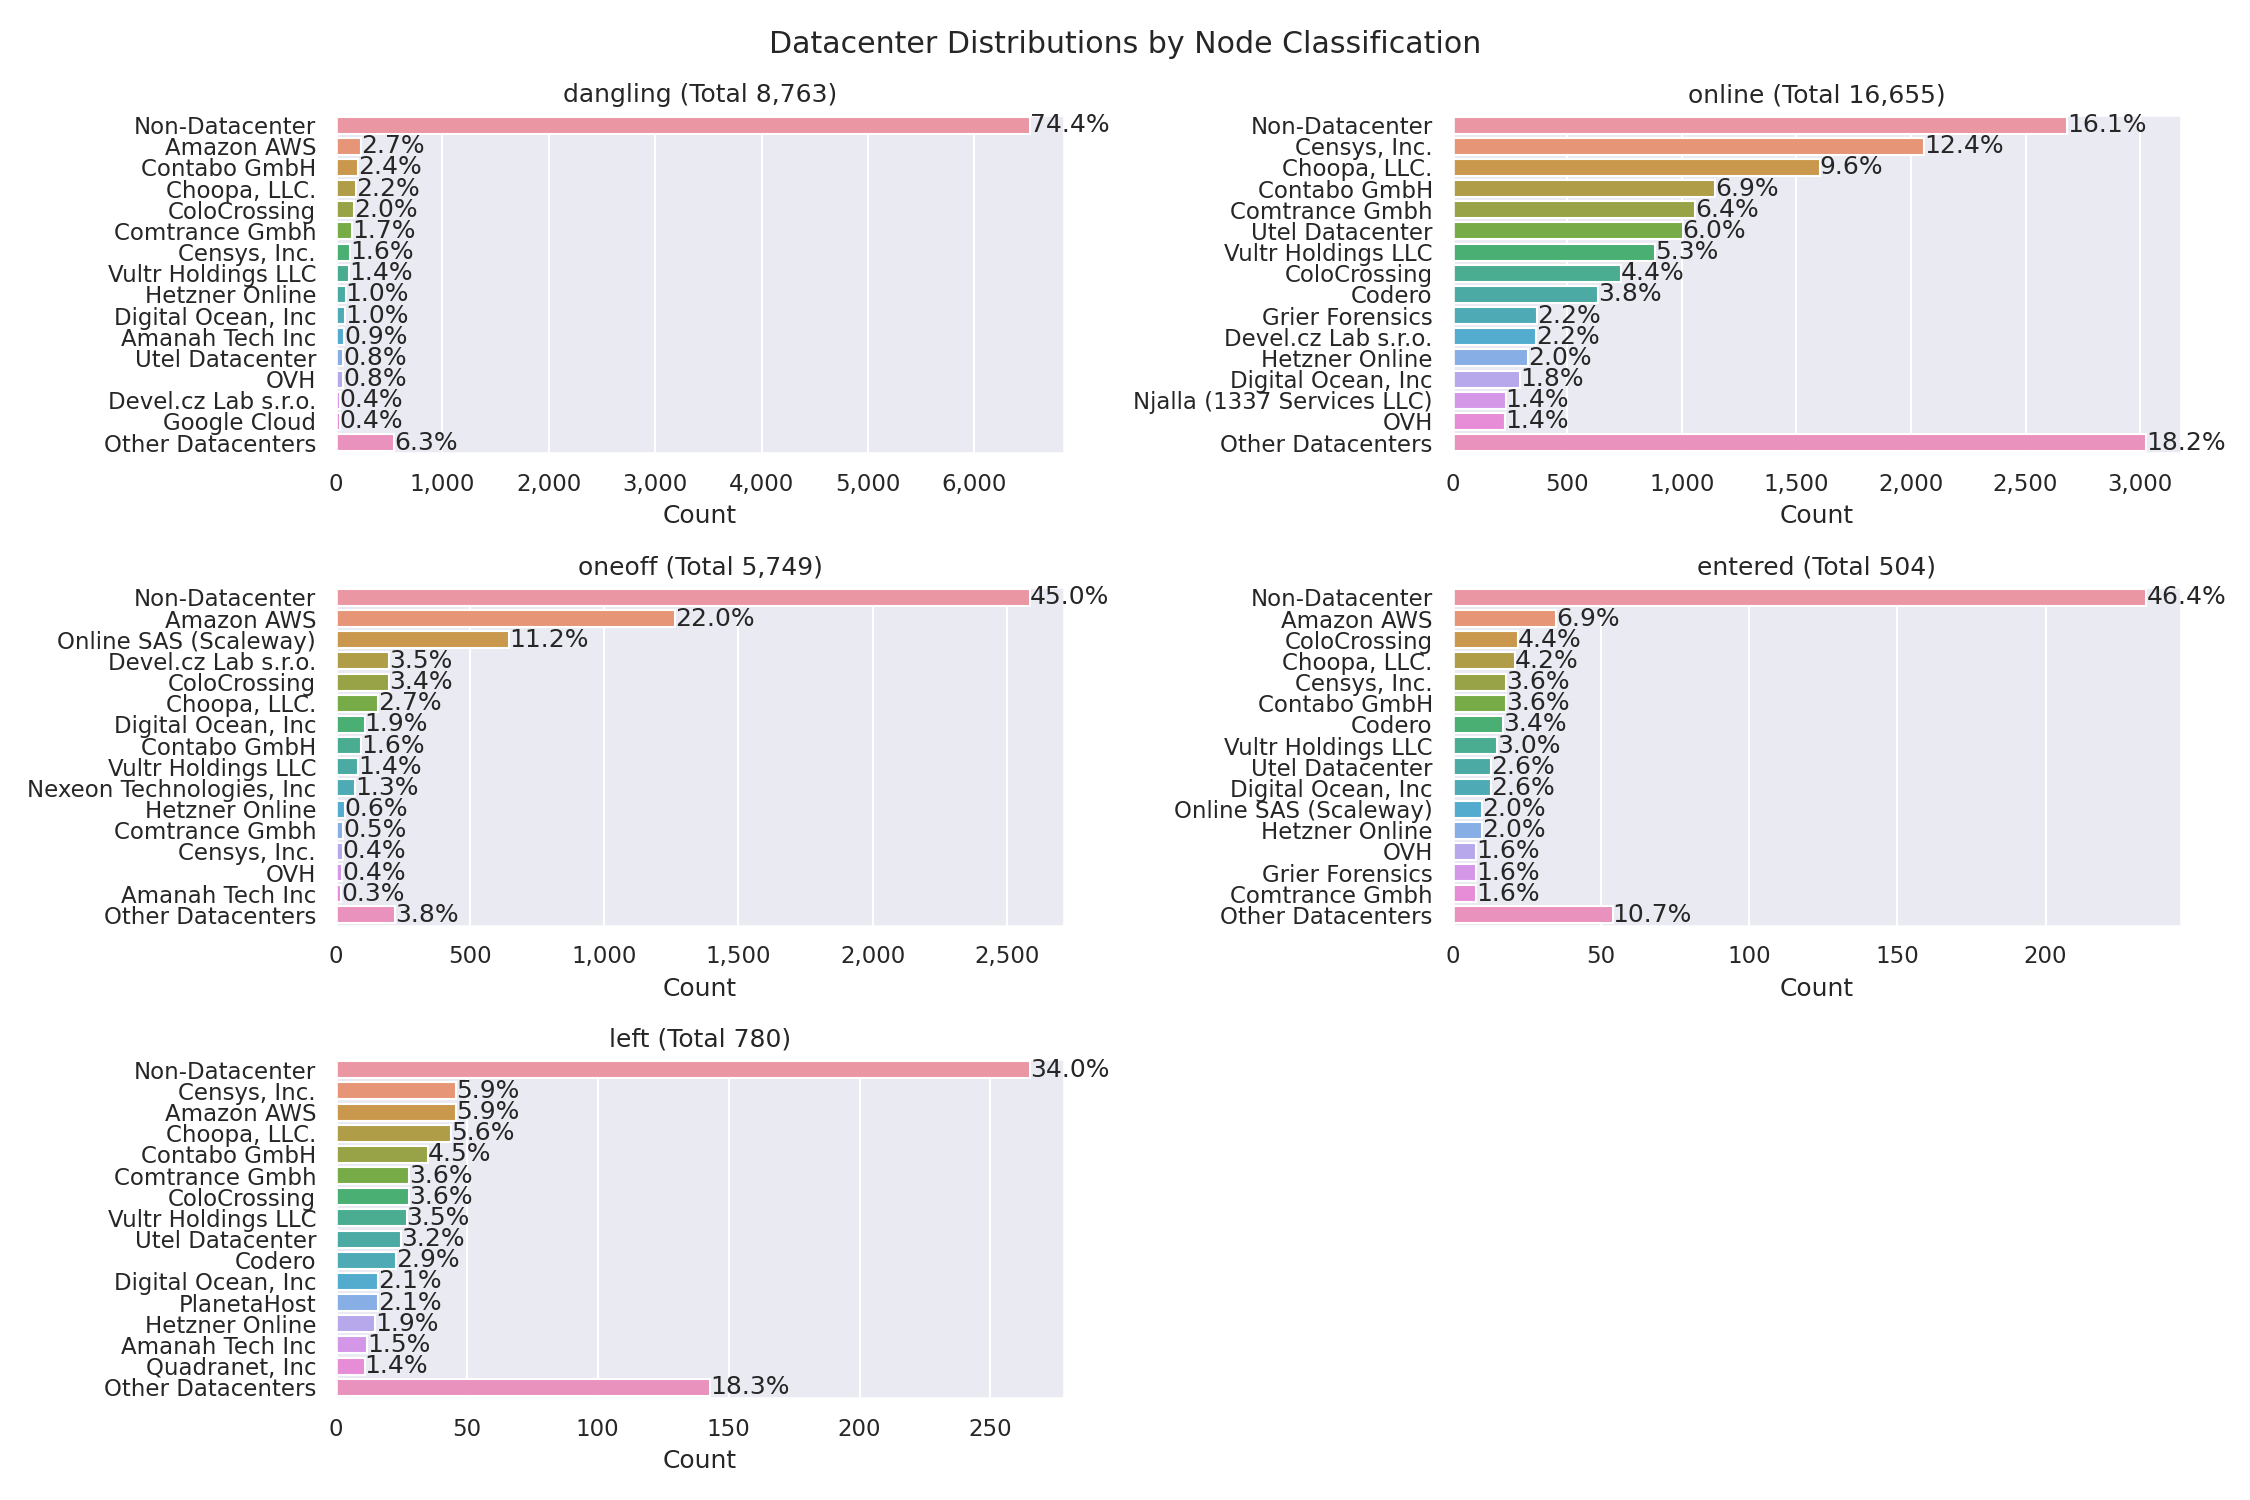 Datacenter Distributions by Node Classification
dangling (Total 8,763)
Non-Datacenter 74.4%
Amazon AWS 2.7%
Contabo GmbH 2.4%
Choopa, LLC. 2.2%
ColoCrossing 2.0%
Comtrance Gmbh 1.7%
Censys, Inc. 1.6%
Vultr Holdings LLC 1.4%
Hetzner Online 1.0%
Digital Ocean, Inc 1.0%
Amanah Tech Inc 0.9%
Utel Datacenter 0.8%
OVH 0.8%
Devel.cz Lab s.r.o. 0.4%
Google Cloud 0.4%
Other Datacenters 6.3%
0 1,000 2,000 3,000 4,000 5,000 6,000
Count
online (Total 16,655)
Non-Datacenter 16.1%
Censys, Inc. 12.4%
Choopa, LLC. 9.6%
Contabo GmbH 6.9%
Comtrance Gmbh 6.4%
Utel Datacenter 6.0%
Vultr Holdings LLC 5.3%
ColoCrossing 4.4%
Codero 3.8%
Grier Forensics 2.2%
Devel.cz Lab s.r.o. 2.2%
Hetzner Online 2.0%
Digital Ocean, Inc 1.8%
Njalla (1337 Services LLC) 1.4%
OVH 1.4%
Other Datacenters 18.2%
0 500 1,000 1,500 2,000 2,500 3,000
Count
oneoff (Total 5,749)
Non-Datacenter 45.0%
Amazon AWS 22.0%
Online SAS (Scaleway) 11.2%
Devel.cz Lab s.r.o. 3.5%
ColoCrossing 3.4%
Choopa, LLC. 2.7%
Digital Ocean, Inc 1.9%
Contabo GmbH 1.6%
Vultr Holdings LLC 1.4%
Nexeon Technologies, Inc 1.3%
Hetzner Online 0.6%
Comtrance Gmbh 0.5%
Censys, Inc. 0.4%
OVH 0.4%
Amanah Tech Inc 0.3%
Other Datacenters 3.8%
0 500 1,000 1,500 2,000 2,500
Count
entered (Total 504)
Non-Datacenter 46.4%
Amazon AWS 6.9%
ColoCrossing 4.4%
Choopa, LLC. 4.2%
Censys, Inc. 3.6%
Contabo GmbH 3.6%
Codero 3.4%
Vultr Holdings LLC 3.0%
Utel Datacenter 2.6%
Digital Ocean, Inc 2.6%
Online SAS (Scaleway) 2.0%
Hetzner Online 2.0%
OVH 1.6%
Grier Forensics 1.6%
Comtrance Gmbh 1.6%
Other Datacenters 10.7%
0 50 100 150 200
Count
left (Total 780)
Non-Datacenter 34.0%
Censys, Inc. 5.9%
Amazon AWS 5.9%
Choopa, LLC. 5.6%
Contabo GmbH 4.5%
Comtrance Gmbh 3.6%
ColoCrossing 3.6%
Vultr Holdings LLC 3.5%
Utel Datacenter 3.2%
Codero 2.9%
Digital Ocean, Inc 2.1%
PlanetaHost 2.1%
Hetzner Online 1.9%
Amanah Tech Inc 1.5%
Quadranet, Inc 1.4%
Other Datacenters 18.3%
0 50 100 150 200 250
Count